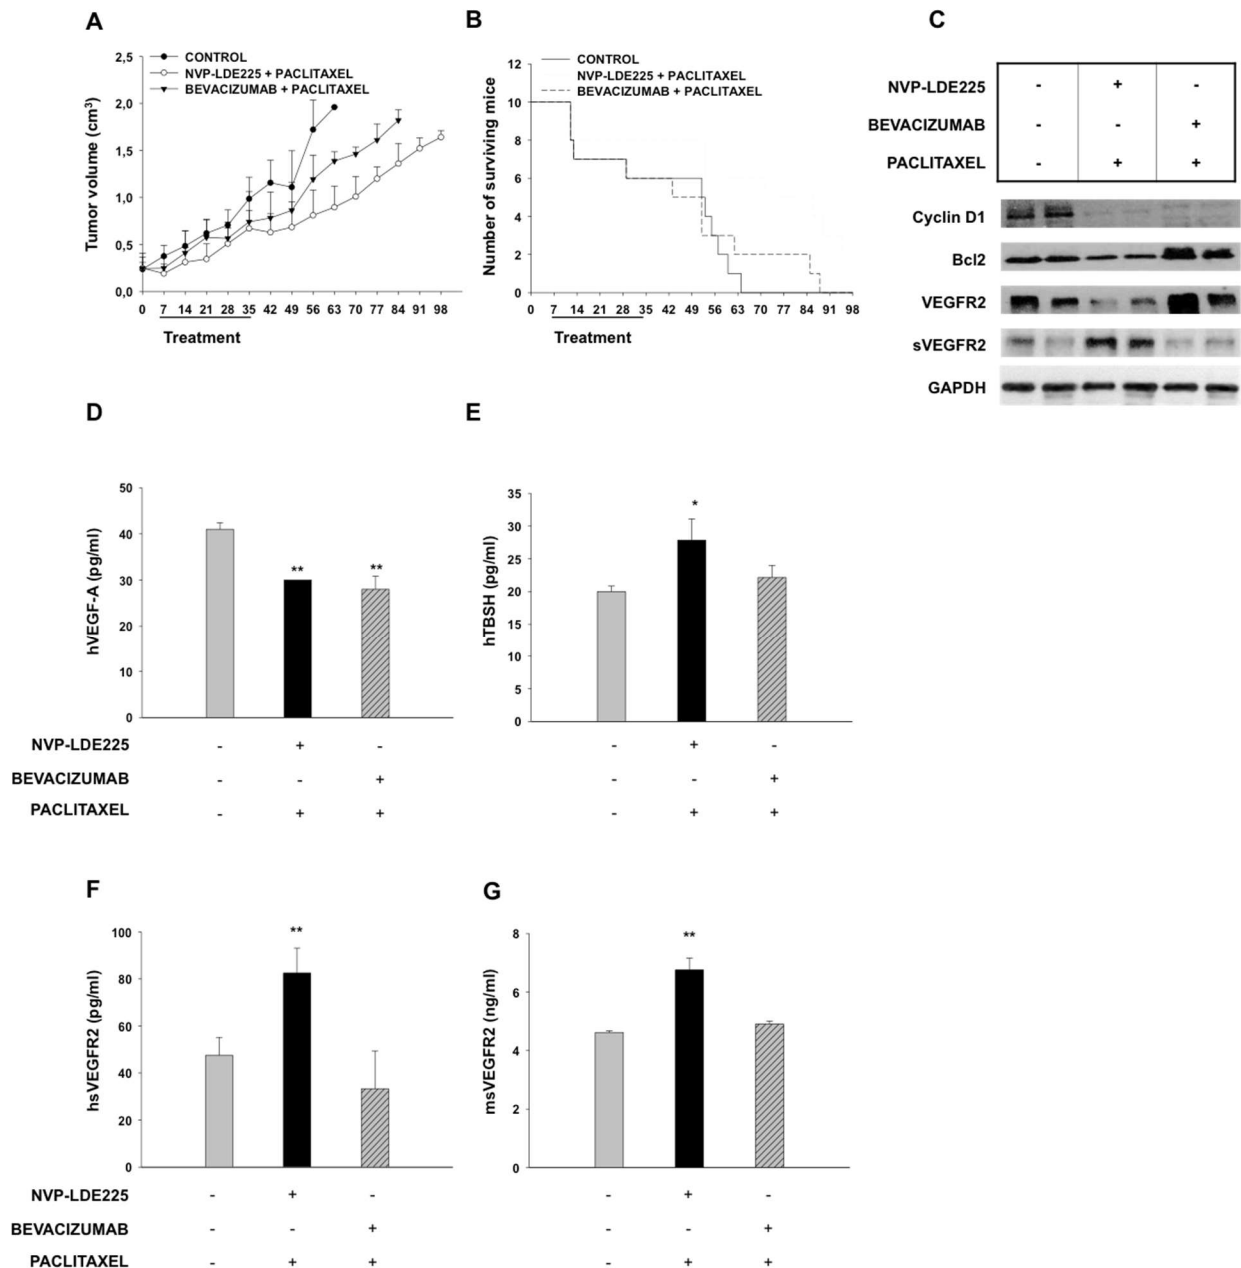 A
CONTROL
NVP-LDE225 + PACLITAXEL
BEVACIZUMAB + PACLITAXEL
Tumor volume (cm³)
2,5
2,0
1,5
1,0
0,5
0,0
0 7 14 21 28 35 42 49 56 63 70 77 84 91 98
Treatment
B
CONTROL
NVP-LDE225 + PACLITAXEL
BEVACIZUMAB + PACLITAXEL
Number of surviving mice
12
10
8
6
4
2
0
0 7 14 21 28 35 42 49 56 63 70 77 84 91 98
Treatment
C
NVP-LDE225 - + -
BEVACIZUMAB - - +
PACLITAXEL - + +
Cyclin D1
Bcl2
VEGFR2
sVEGFR2
GAPDH
D
hVEGF-A (pg/ml)
50
40
30
20
10
0
** **
NVP-LDE225 - + -
BEVACIZUMAB - - +
PACLITAXEL - + +
E
hTBSH (pg/ml)
35
30
25
20
15
10
5
0
*
- + -
- - +
- + +
F
hsVEGFR2 (pg/ml)
100
80
60
40
20
0
**
NVP-LDE225 - + -
BEVACIZUMAB - - +
PACLITAXEL - + +
G
msVEGFR2 (ng/ml)
8
6
4
2
0
**
- + -
- - +
- + +